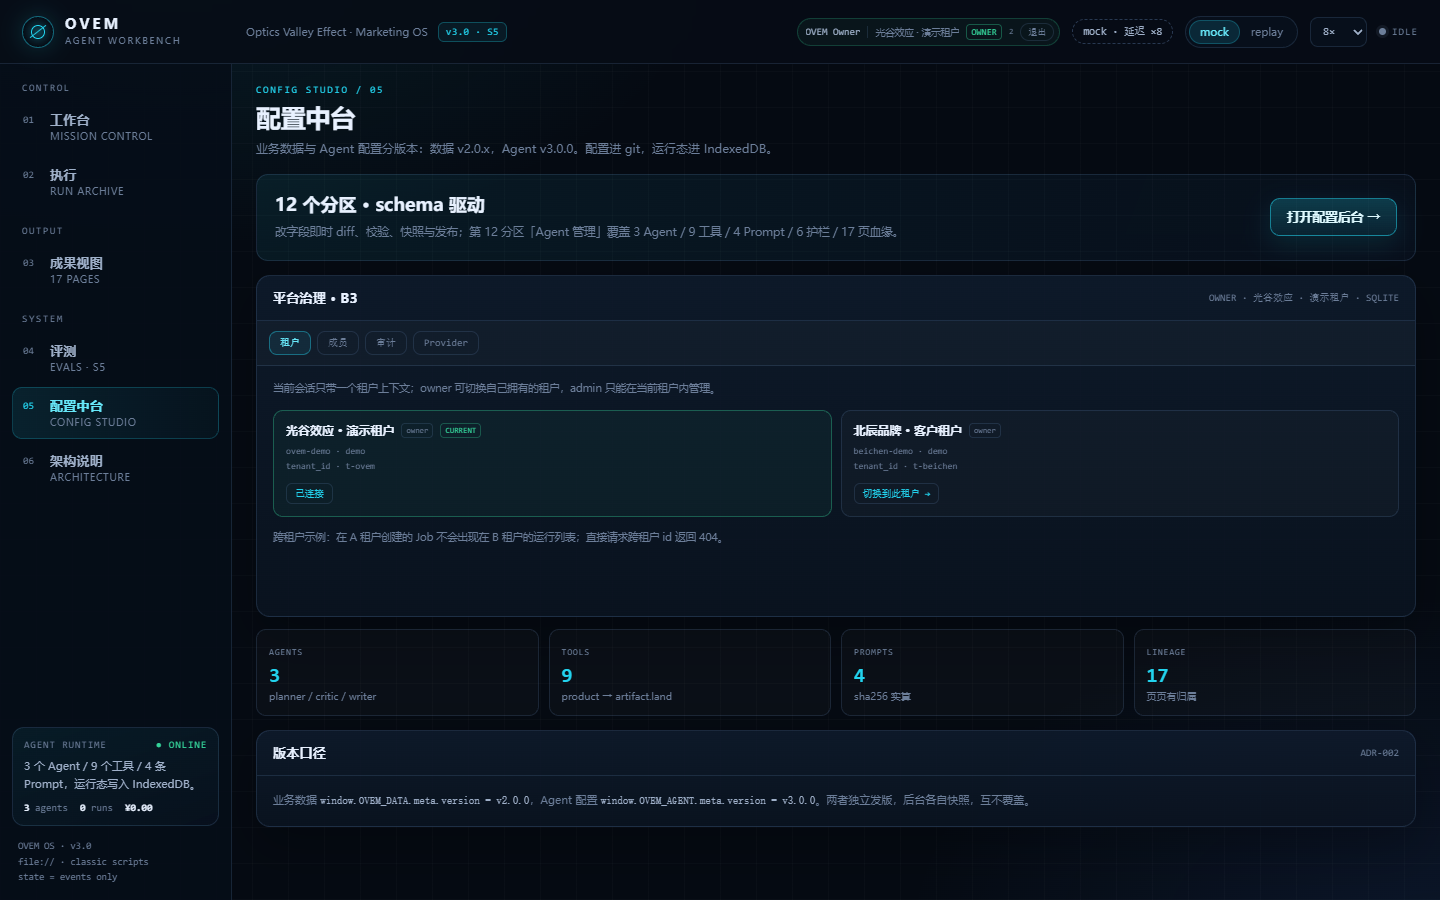 OVEM
AGENT WORKBENCH
Optics Valley Effect · Marketing OS
v3.0 · S5
OVEM Owner
光谷效应 · 演示租户
OWNER
2
退出
mock · 延迟 ×8
mock
replay
8×
IDLE
CONTROL
01
工作台
MISSION CONTROL
02
执行
RUN ARCHIVE
OUTPUT
03
成果视图
17 PAGES
SYSTEM
04
评测
EVALS · S5
05
配置中台
CONFIG STUDIO
06
架构说明
ARCHITECTURE
AGENT RUNTIME
● ONLINE
3 个 Agent / 9 个工具 / 4 条
Prompt，运行态写入 IndexedDB。
3 agents 0 runs ¥0.00
OVEM OS · v3.0
file:// · classic scripts
state = events only
CONFIG STUDIO / 05
配置中台
业务数据与 Agent 配置分版本：数据 v2.0.x，Agent v3.0.0。配置进 git，运行态进 IndexedDB。
12 个分区 • schema 驱动
改字段即时 diff、校验、快照与发布；第 12 分区「Agent 管理」覆盖 3 Agent / 9 工具 / 4 Prompt / 6 护栏 / 17 页血缘。
打开配置后台 →
平台治理 • B3
OWNER · 光谷效应 · 演示租户 · SQLITE
租户
成员
审计
Provider
当前会话只带一个租户上下文；owner 可切换自己拥有的租户，admin 只能在当前租户内管理。
光谷效应 • 演示租户
owner
CURRENT
ovem-demo · demo
tenant_id · t-ovem
已连接
北辰品牌 • 客户租户
owner
beichen-demo · demo
tenant_id · t-beichen
切换到此租户 →
跨租户示例：在 A 租户创建的 Job 不会出现在 B 租户的运行列表；直接请求跨租户 id 返回 404。
AGENTS
3
planner / critic / writer
TOOLS
9
product → artifact.land
PROMPTS
4
sha256 实算
LINEAGE
17
页页有归属
版本口径
ADR-002
业务数据 window.OVEM_DATA.meta.version = v2.0.0，Agent 配置 window.OVEM_AGENT.meta.version = v3.0.0。两者独立发版，后台各自快照，互不覆盖。